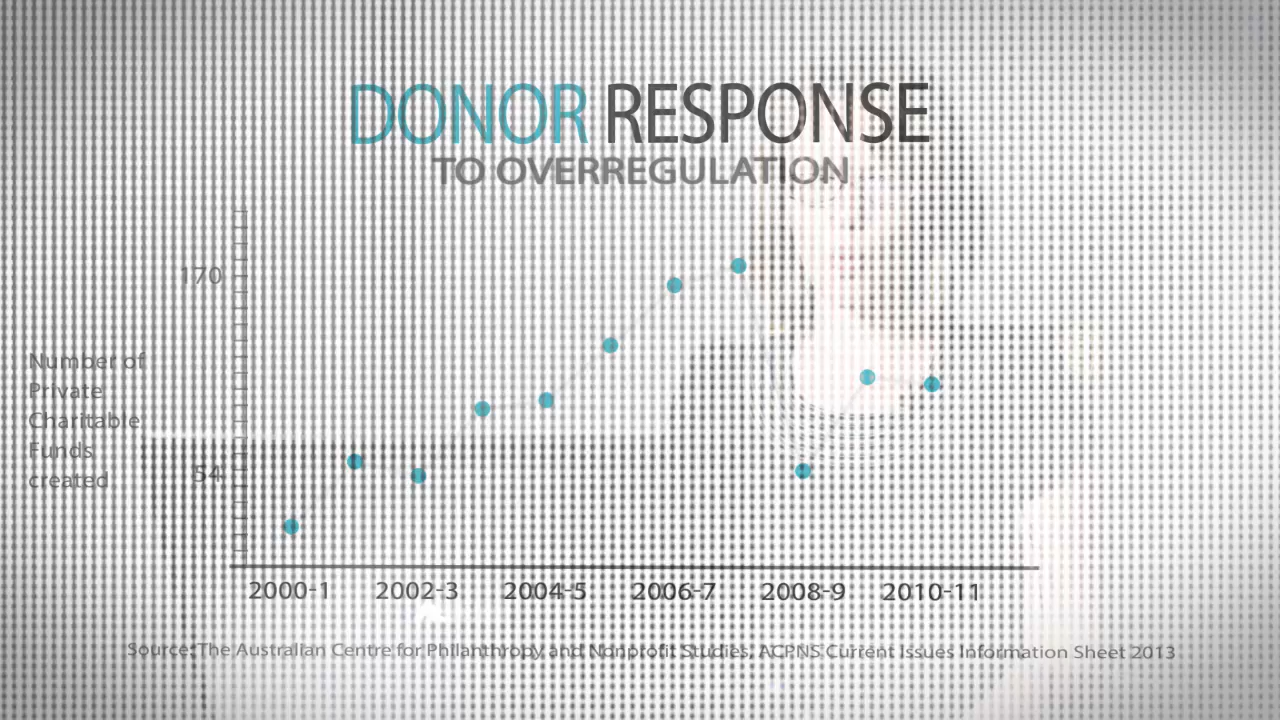 DONOR RESPONSE
TO OVERREGULATION
170
Number of
Private
Charitable
Funds
created
54
2000-1 2002-3 2004-5 2006-7 2008-9 2010-11
Source: The Australian Centre for Philanthropy and Nonprofit Studies, ACPNS Current Issues Information Sheet 2013